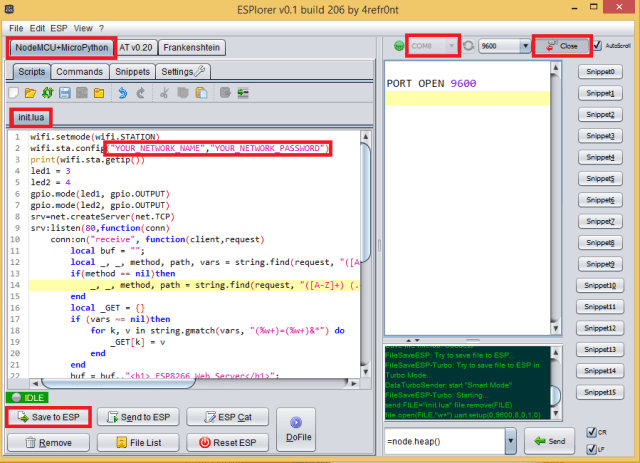 ESPlorer v0.1 build 206 by 4refr0nt
File Edit ESP View ?
NodeMCU+MicroPython AT v0.20 Frankenshtein
Scripts Commands Snippets Settings
init.lua
1 wifi.setmode(wifi.STATION)
2 wifi.sta.config("YOUR_NETWORK_NAME","YOUR_NETWORK_PASSWORD")
3 print(wifi.sta.getip())
4 led1 = 3
5 led2 = 4
6 gpio.mode(led1, gpio.OUTPUT)
7 gpio.mode(led2, gpio.OUTPUT)
8 srv=net.createServer(net.TCP)
9 srv:listen(80,function(conn)
10 conn:on("receive", function(client,request)
11 local buf = "";
12 local _, _, method, path, vars = string.find(request, "([A-
13 if(method == nil)then
14 _, _, method, path = string.find(request, "([A-Z]+) (.
15 end
16 local _GET = {}
17 if (vars ~= nil)then
18 for k, v in string.gmatch(vars, "(%w+)=(%w+)&*") do
19 _GET[k] = v
20 end
21 end
22 buf = buf.."<h1> ESP8266 Web Server</h1>";
IDLE
Save to ESP Send to ESP ESP Cat
Remove File List Reset ESP
DoFile
COM8 9600 Close AutoScroll
PORT OPEN 9600
FileSaveESP: Try to save file to ESP...
FileSaveESP-Turbo: Try to save file to ESP in
Turbo Mode...
DataTurboSender: start "Smart Mode"
FileSaveESP-Turbo: Starting...
send FILE="init.lua" file.remove(FILE)
file.open(FILE,"w+") uart.setup(0,9600,8,0,1,0)
=node.heap() Send
CR
LF
Snippet0
Snippet1
Snippet2
Snippet3
Snippet4
Snippet5
Snippet6
Snippet7
Snippet8
Snippet9
Snippet10
Snippet11
Snippet12
Snippet13
Snippet14
Snippet15